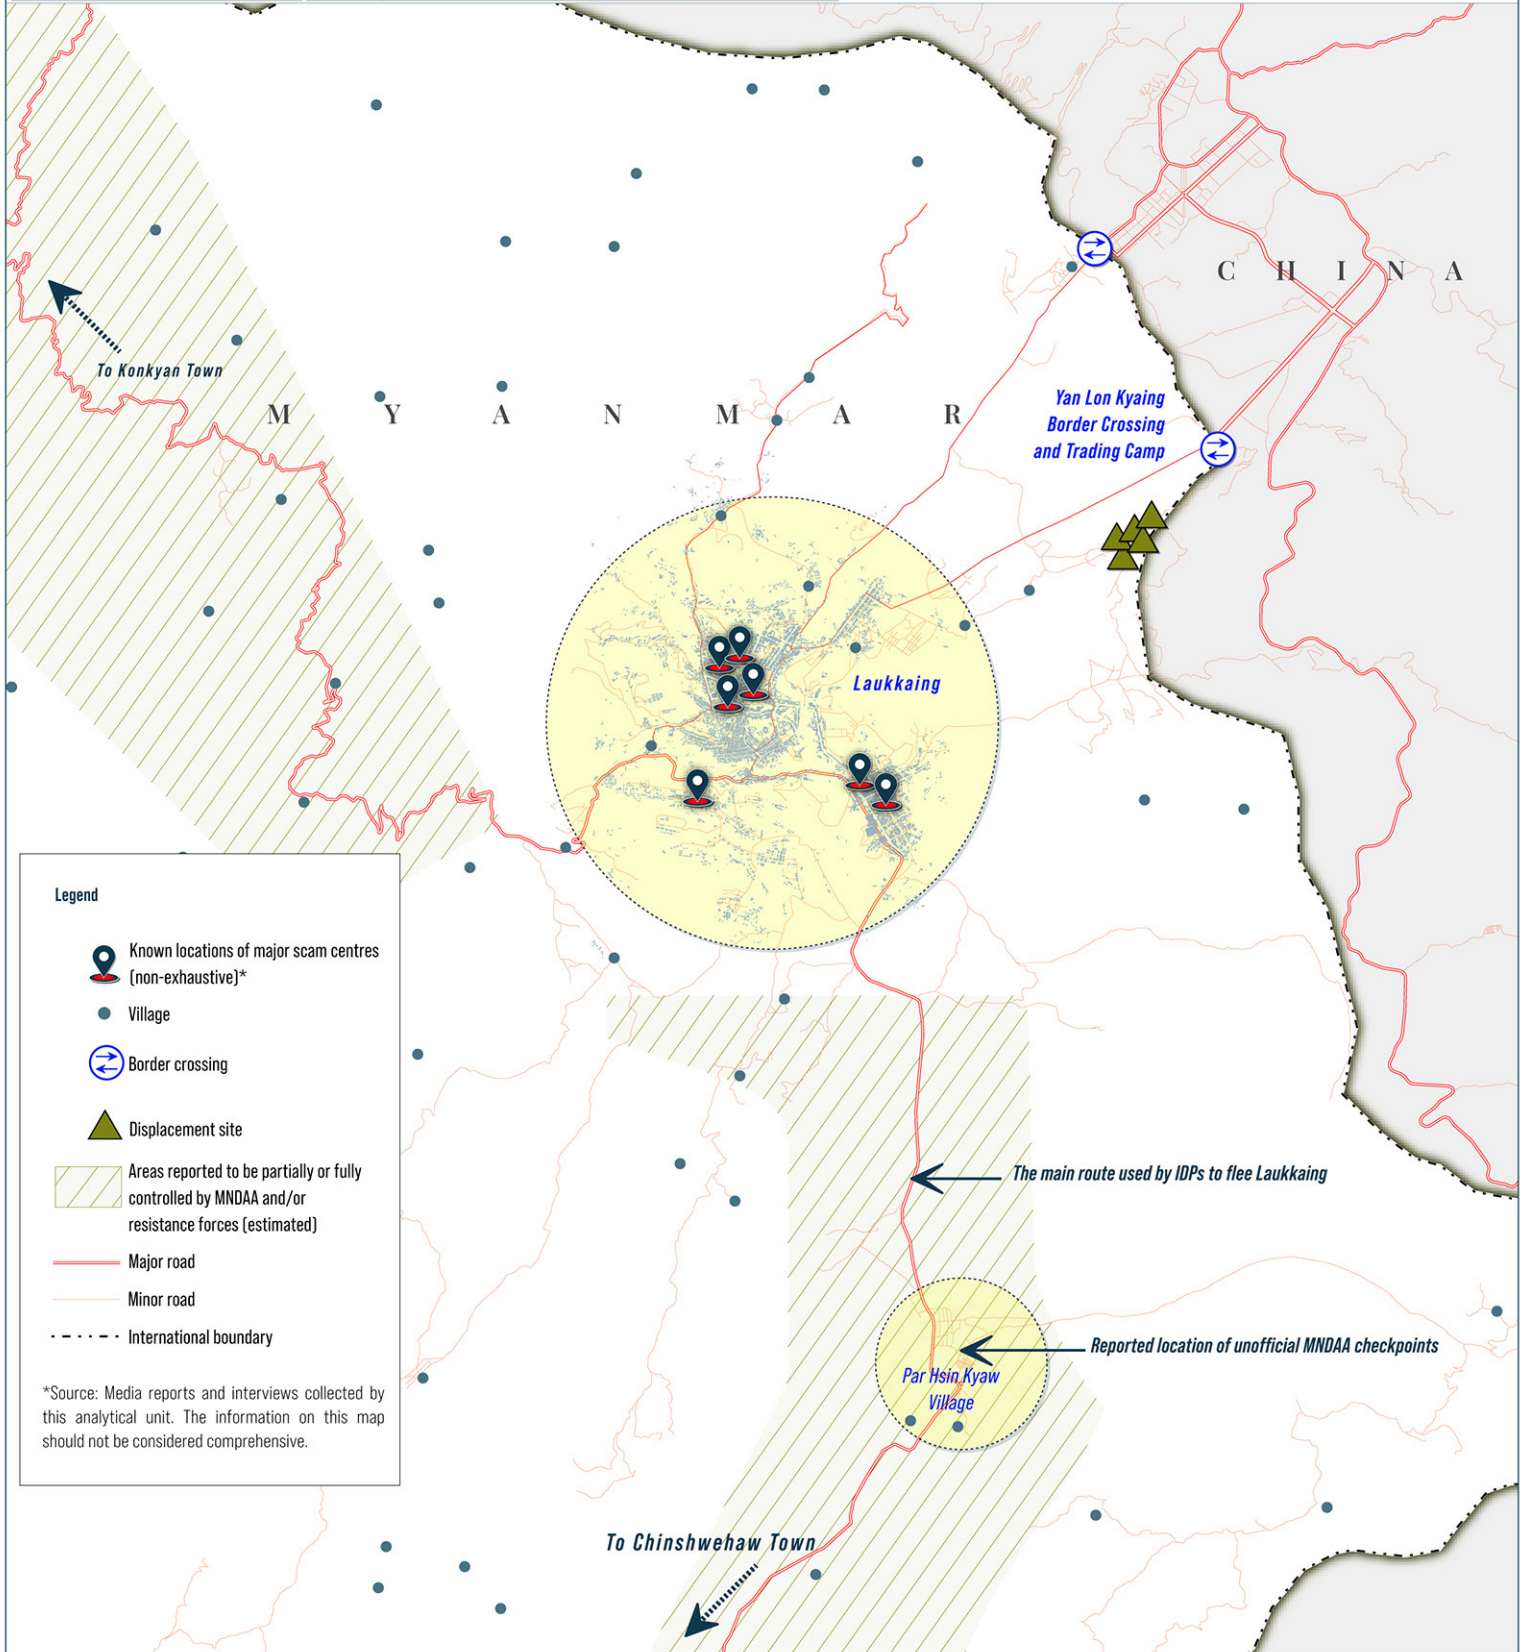 C H I N A
To Konkyan Town
M Y A N M A R
Yan Lon Kyaing
Border Crossing
and Trading Camp
Laukkaing
Legend
Known locations of major scam centres
(non-exhaustive)*
Village
Border crossing
Displacement site
Areas reported to be partially or fully
controlled by MNDAA and/or
resistance forces (estimated)
Major road
Minor road
International boundary
*Source: Media reports and interviews collected by
this analytical unit. The information on this map
should not be considered comprehensive.
The main route used by IDPs to flee Laukkaing
Reported location of unofficial MNDAA checkpoints
Par Hsin Kyaw
Village
To Chinshwehaw Town